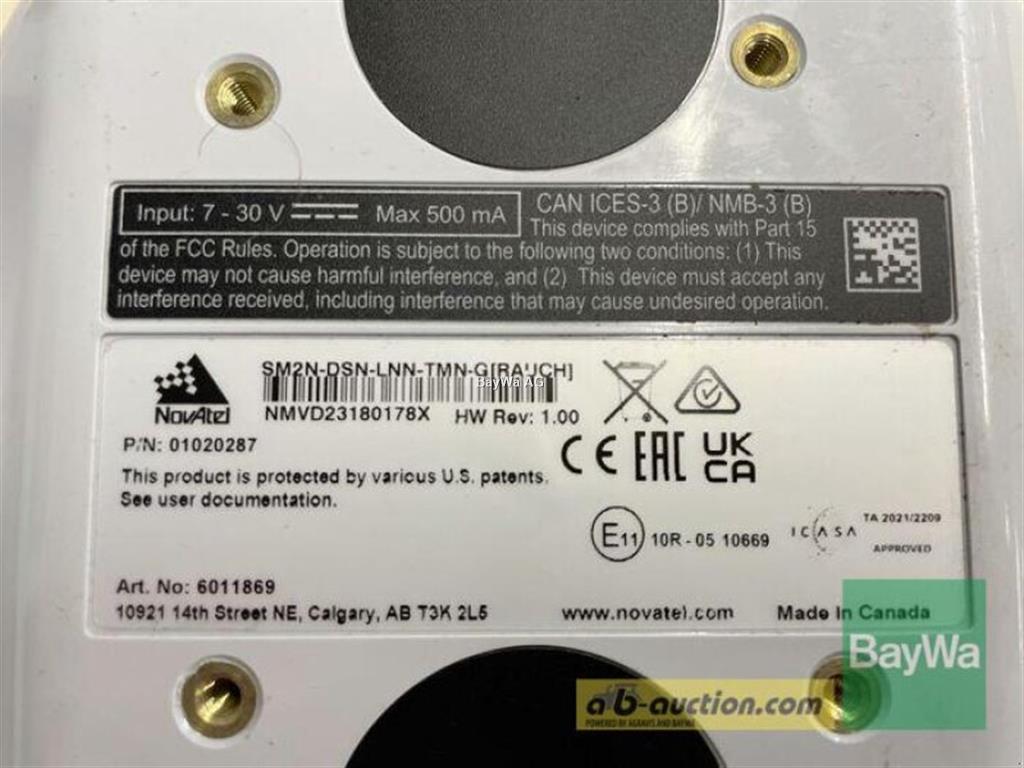 Input: 7 - 30 V Max 500 mA
CAN ICES-3 (B)/ NMB-3 (B)
This device complies with Part 15
of the FCC Rules. Operation is subject to the following two conditions: (1) This
device may not cause harmful interference, and (2) This device must accept any
interference received, including interference that may cause undesired operation.
NovAtel
SM2N-DSN-LNN-TMN-G[RAUCH]
BayWa AG
NMVD23180178X HW Rev: 1.00
P/N: 01020287
This product is protected by various U.S. patents.
See user documentation.
CE EAC UK
CA
E11 10R - 05 10669
ICASA TA 2021/2209
APPROVED
Art. No: 6011869
10921 14th Street NE, Calgary, AB T3K 2L5 www.novatel.com Made In Canada
BayWa
ab-auction.com
POWERED BY AGRAVIS AND BAYWA